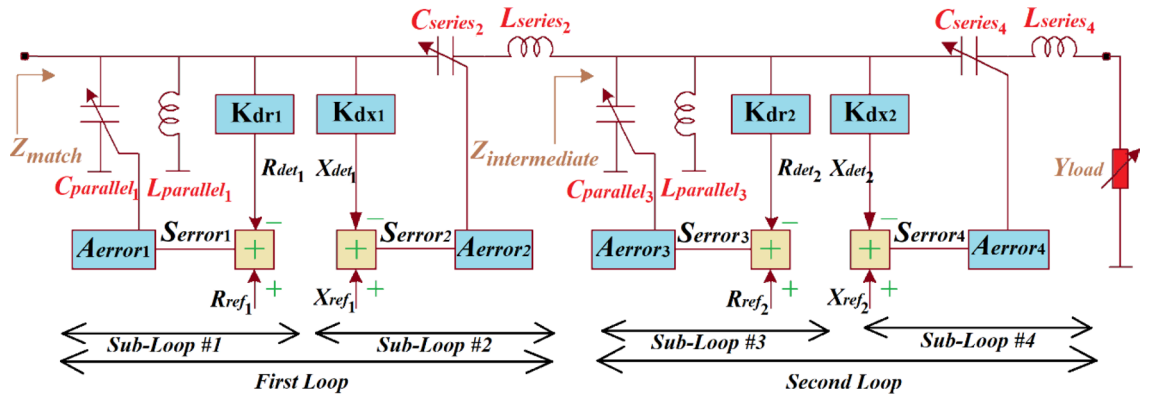 Cseries2 Lseries2 Cseries4 Lseries4
Kdr1 Kdx1 Kdr2 Kdx2
Zmatch Zintermediate Yload
Rdet1 Xdet1 Rdet2 Xdet2
Cparallel1 Lparallel1 Cparallel3 Lparallel3
− − − −
Aerror1 Serror1 + + Serror2 Aerror2 Aerror3 Serror3 + + Serror4 Aerror4
+ + + +
Rref1 Xref1 Rref2 Xref2
Sub-Loop #1 Sub-Loop #2 Sub-Loop #3 Sub-Loop #4
First Loop Second Loop